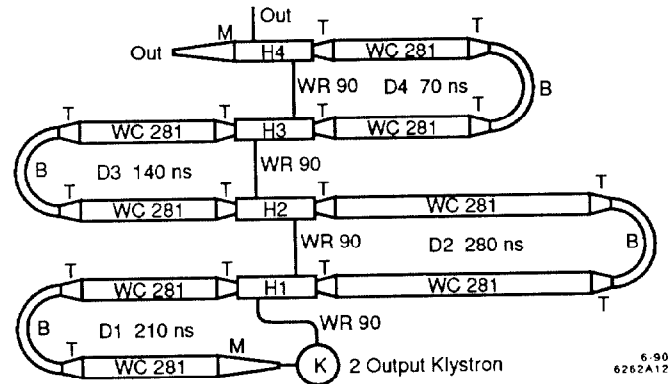 Out
M T T
Out H4 WC 281
WR 90 D4 70 ns B
T T T T
WC 281 H3 WC 281
B D3 140 ns WR 90
T T T T
WC 281 H2 WC 281
WR 90 D2 280 ns B
T T T T
WC 281 H1 WC 281
B D1 210 ns WR 90
T M
WC 281 K 2 Output Klystron
6-90
6262A12